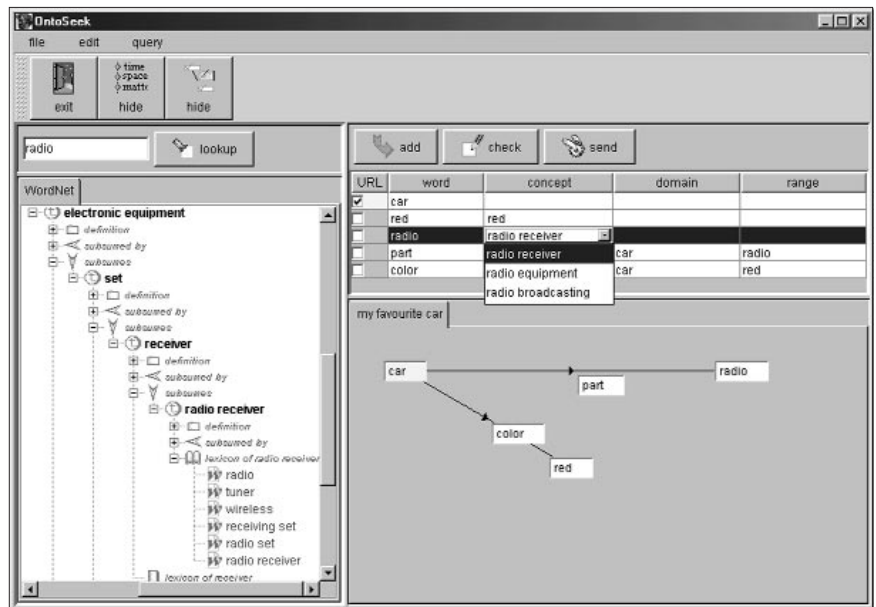 OntoSeek
file edit query
time
space
matte
exit hide hide
radio lookup
add check send
WordNet
electronic equipment
definition
subsumed by
subsumes
set
definition
subsumed by
subsumes
receiver
definition
subsumed by
subsumes
radio receiver
definition
subsumed by
lexicon of radio receiver
radio
tuner
wireless
receiving set
radio set
radio receiver
lexicon of receiver
URL word concept domain range
car
red red
radio radio receiver
part radio receiver car radio
color radio equipment car red
radio broadcasting
my favourite car
car radio
part
color
red